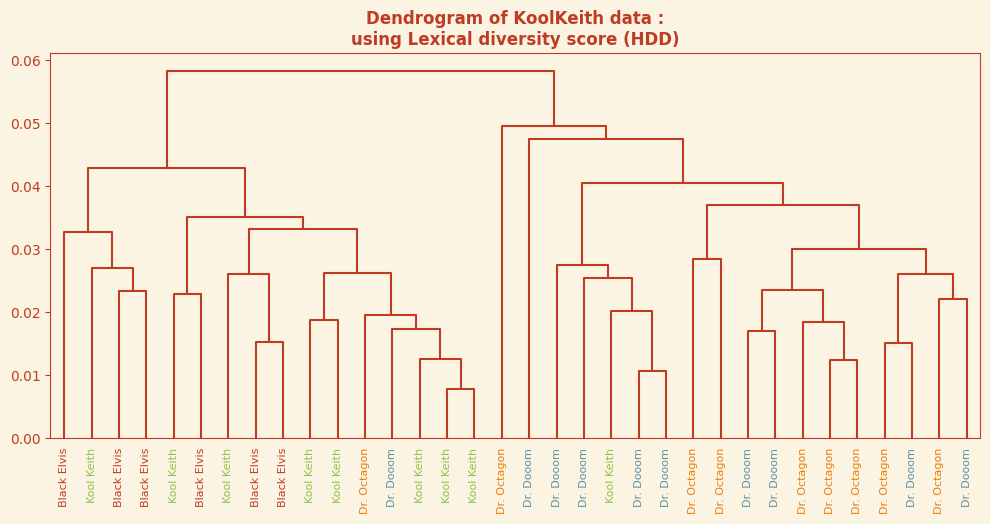 Dendrogram of KoolKeith data :
using Lexical diversity score (HDD)
0.06
0.05
0.04
0.03
0.02
0.01
0.00
Black Elvis
Kool Keith
Black Elvis
Black Elvis
Kool Keith
Black Elvis
Kool Keith
Black Elvis
Black Elvis
Kool Keith
Kool Keith
Dr. Octagon
Dr. Dooom
Kool Keith
Kool Keith
Kool Keith
Dr. Octagon
Dr. Dooom
Dr. Dooom
Dr. Dooom
Kool Keith
Dr. Dooom
Dr. Dooom
Dr. Octagon
Dr. Octagon
Dr. Dooom
Dr. Dooom
Dr. Octagon
Dr. Octagon
Dr. Octagon
Dr. Octagon
Dr. Dooom
Dr. Octagon
Dr. Dooom